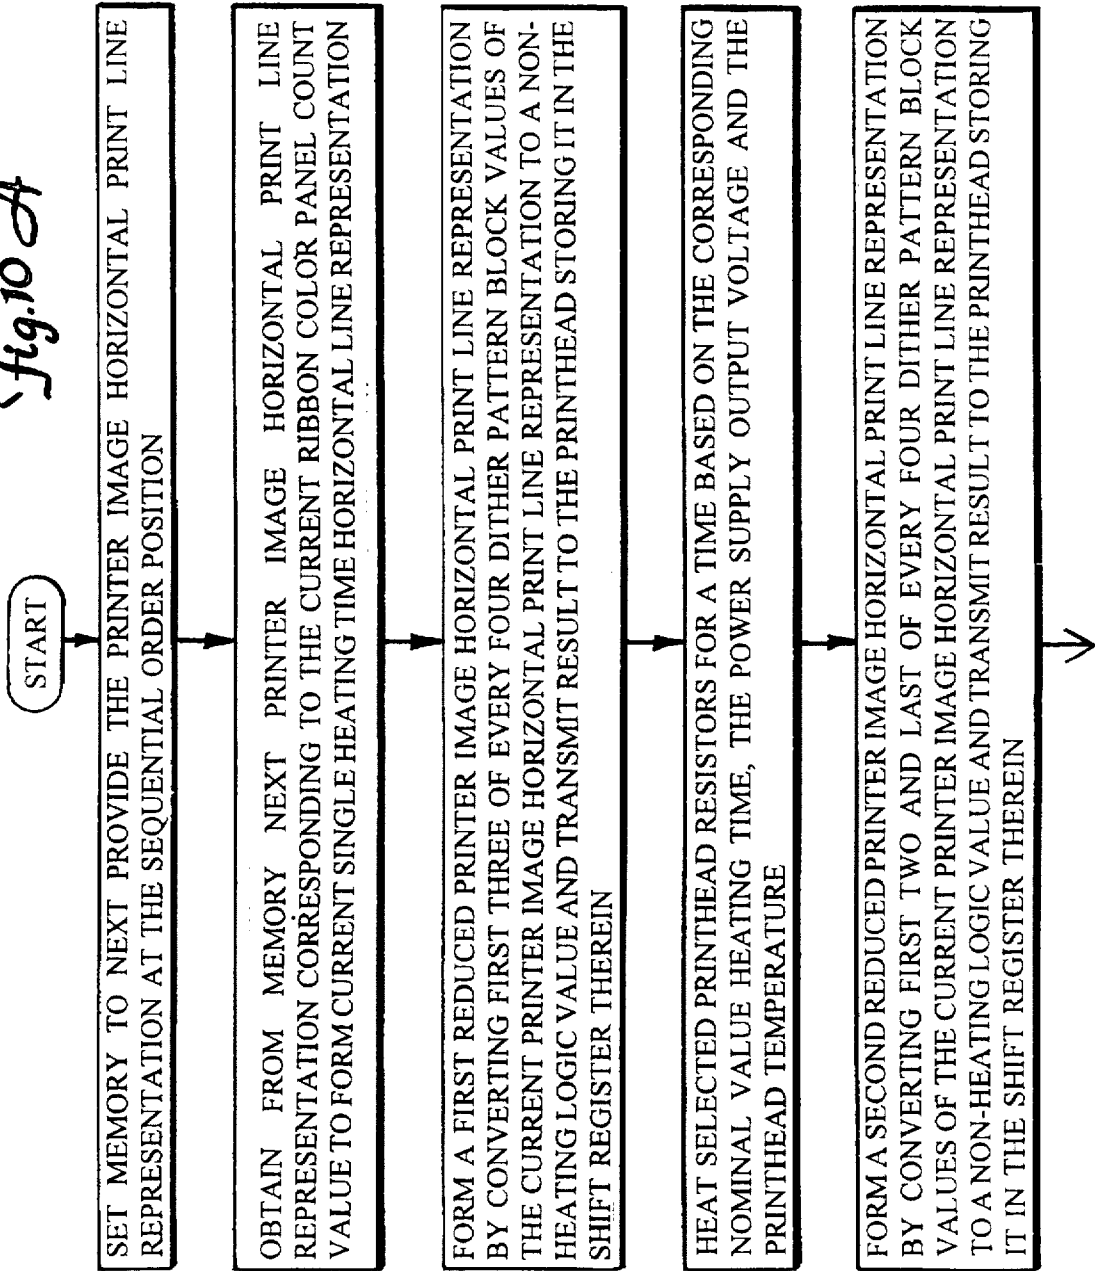 fig.10A
START
SET MEMORY TO NEXT PROVIDE THE PRINTER IMAGE HORIZONTAL PRINT LINE
REPRESENTATION AT THE SEQUENTIAL ORDER POSITION
OBTAIN FROM MEMORY NEXT PRINTER IMAGE HORIZONTAL PRINT LINE
REPRESENTATION CORRESPONDING TO THE CURRENT RIBBON COLOR PANEL COUNT
VALUE TO FORM CURRENT SINGLE HEATING TIME HORIZONTAL LINE REPRESENTATION
FORM A FIRST REDUCED PRINTER IMAGE HORIZONTAL PRINT LINE REPRESENTATION
BY CONVERTING FIRST THREE OF EVERY FOUR DITHER PATTERN BLOCK VALUES OF
THE CURRENT PRINTER IMAGE HORIZONTAL PRINT LINE REPRESENTATION TO A NON-
HEATING LOGIC VALUE AND TRANSMIT RESULT TO THE PRINTHEAD STORING IT IN THE
SHIFT REGISTER THEREIN
HEAT SELECTED PRINTHEAD RESISTORS FOR A TIME BASED ON THE CORRESPONDING
NOMINAL VALUE HEATING TIME, THE POWER SUPPLY OUTPUT VOLTAGE AND THE
PRINTHEAD TEMPERATURE
FORM A SECOND REDUCED PRINTER IMAGE HORIZONTAL PRINT LINE REPRESENTATION
BY CONVERTING FIRST TWO AND LAST OF EVERY FOUR DITHER PATTERN BLOCK
VALUES OF THE CURRENT PRINTER IMAGE HORIZONTAL PRINT LINE REPRESENTATION
TO A NON-HEATING LOGIC VALUE AND TRANSMIT RESULT TO THE PRINTHEAD STORING
IT IN THE SHIFT REGISTER THEREIN